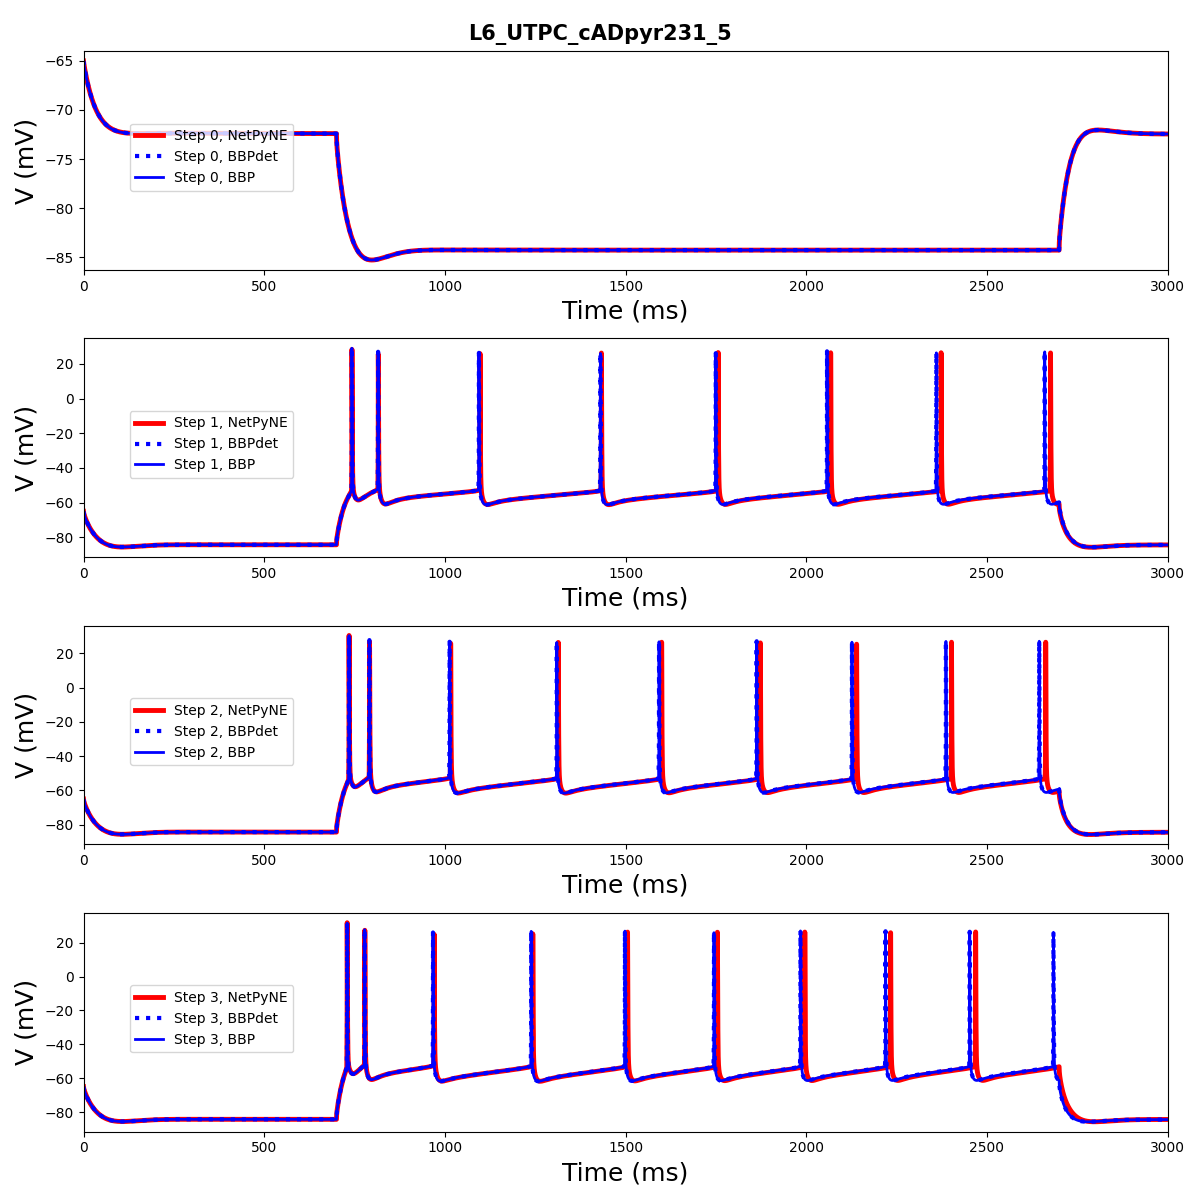 L6_UTPC_cADpyr231_5
−65
−70
−75
−80
−85
V (mV)
Step 0, NetPyNE
Step 0, BBPdet
Step 0, BBP
0 500 1000 1500 2000 2500 3000
Time (ms)
20
0
−20
−40
−60
−80
V (mV)
Step 1, NetPyNE
Step 1, BBPdet
Step 1, BBP
0 500 1000 1500 2000 2500 3000
Time (ms)
20
0
−20
−40
−60
−80
V (mV)
Step 2, NetPyNE
Step 2, BBPdet
Step 2, BBP
0 500 1000 1500 2000 2500 3000
Time (ms)
20
0
−20
−40
−60
−80
V (mV)
Step 3, NetPyNE
Step 3, BBPdet
Step 3, BBP
0 500 1000 1500 2000 2500 3000
Time (ms)